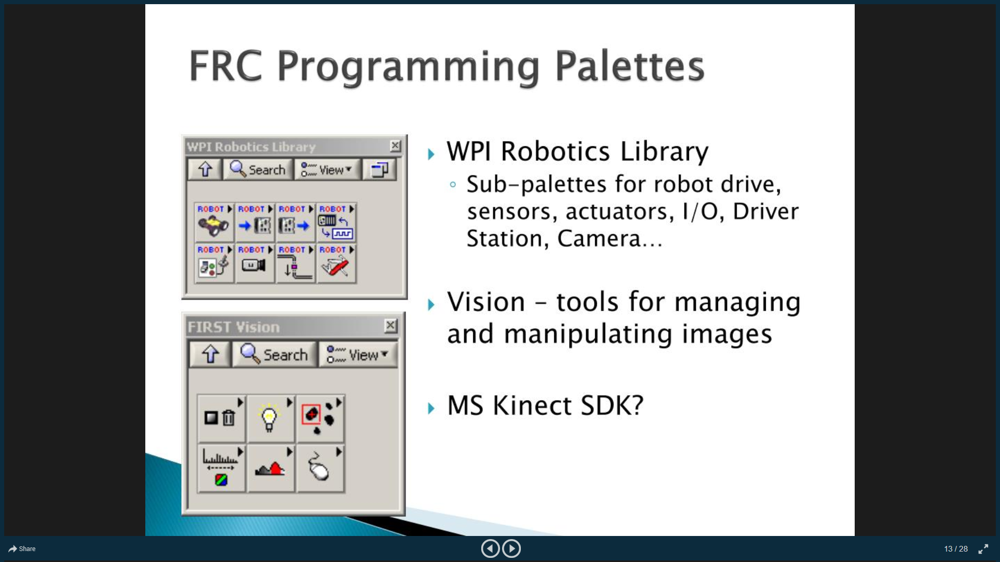 FRC Programming Palettes
WPI Robotics Library
Search View
ROBOT ROBOT ROBOT ROBOT
ROBOT ROBOT ROBOT ROBOT
FIRST Vision
Search View
WPI Robotics Library
Sub-palettes for robot drive,
sensors, actuators, I/O, Driver
Station, Camera...
Vision – tools for managing
and manipulating images
MS Kinect SDK?
Share
13 / 28